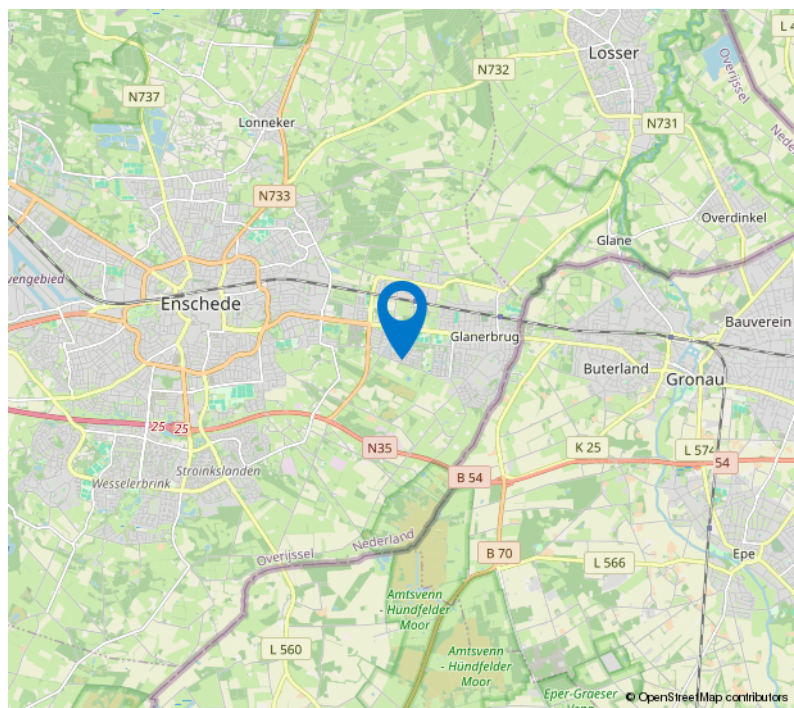 Losser
L 4
Overijssel
Nede
N732
N737
Lonneker
N731
N733
Overdinkel
Glane
vengebied
Enschede
Bauverein
Glanerbrug
Buterland
Gronau
25
25
N35
K 25
L 574
54
Stroinkslanden
Wesselerbrink
B 54
Nederland
Overijssel
B 70
L 566
Epe
Amtsvenn
- Hündfelder
Moor
L 560
Amtsvenn
- Hündfelder
Moor
Eper-Graeser
Venn
© OpenStreetMap contributors